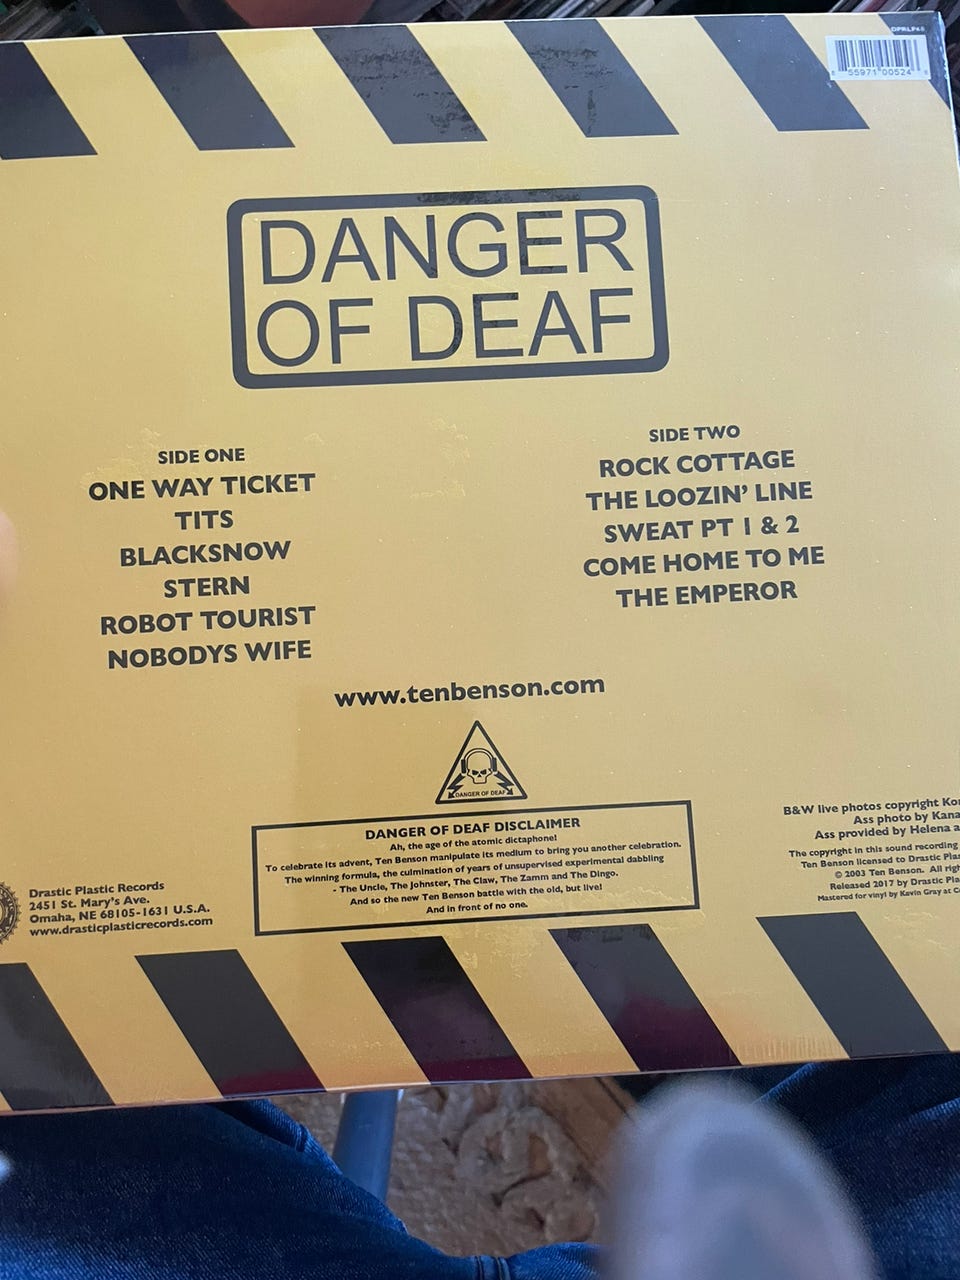 DPRLP48
8 55971 00524 8
DANGER
OF DEAF
SIDE ONE
ONE WAY TICKET
TITS
BLACKSNOW
STERN
ROBOT TOURIST
NOBODYS WIFE
SIDE TWO
ROCK COTTAGE
THE LOOZIN' LINE
SWEAT PT 1 & 2
COME HOME TO ME
THE EMPEROR
www.tenbenson.com
DANGER OF DEAF
DANGER OF DEAF DISCLAIMER
Ah, the age of the atomic dictaphone!
To celebrate its advent, Ten Benson manipulate its medium to bring you another celebration.
The winning formula, the culmination of years of unsupervised experimental dabbling
- The Uncle, The Johnster, The Claw, The Zamm and The Dingo.
And so the new Ten Benson battle with the old, but live!
And in front of no one.
Drastic Plastic Records
2451 St. Mary's Ave.
Omaha, NE 68105-1631 U.S.A.
www.drasticplasticrecords.com
B&W live photos copyright
Ass photo by
Ass provided by Helena
The copyright in this sound recording
Ten Benson licensed to Drastic
© 2003 Ten Benson. All
Released 2017 by Drastic
Mastered for vinyl by Kevin Gray at